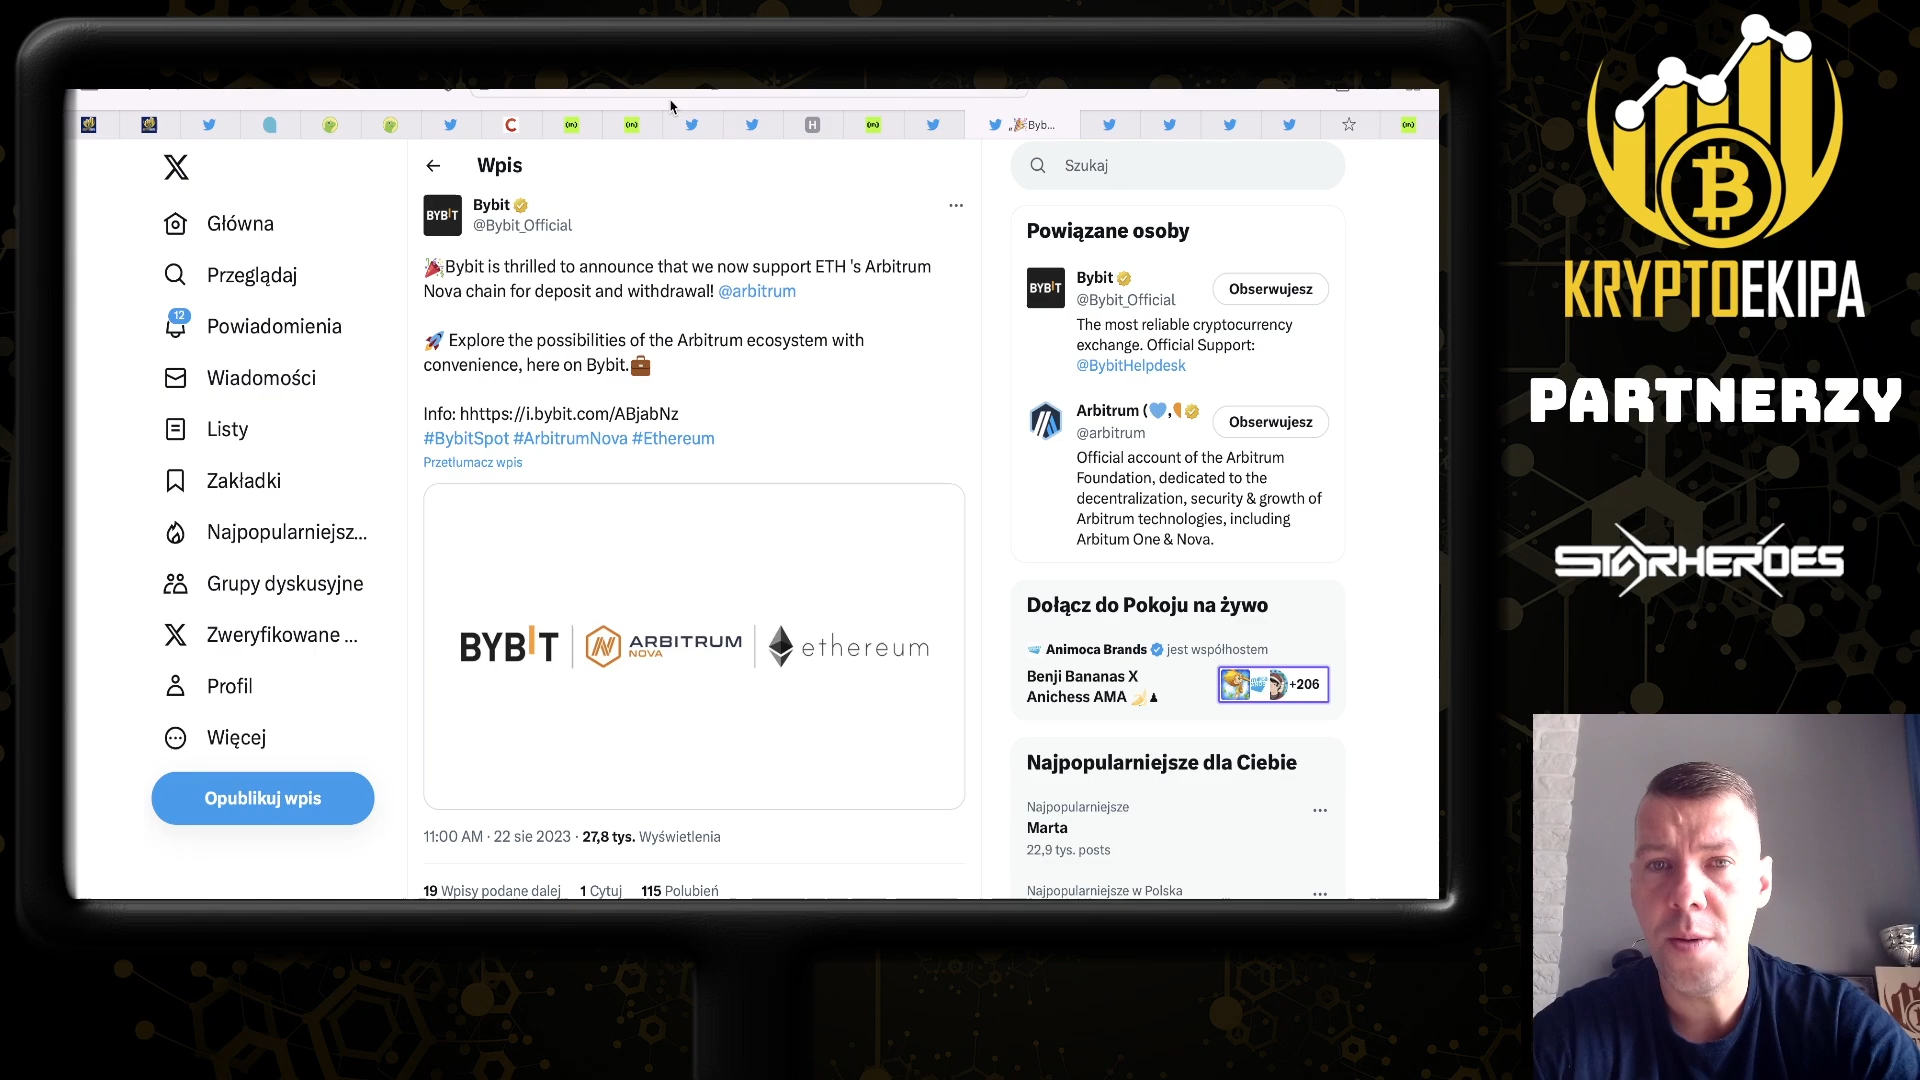 Byb...
Główna
Przeglądaj
12
Powiadomienia
Wiadomości
Listy
Zakładki
Najpopularniejsz...
Grupy dyskusyjne
Zweryfikowane ...
Profil
Więcej
Opublikuj wpis
Wpis
BYBIT
Bybit
@Bybit_Official
🎉Bybit is thrilled to announce that we now support ETH 's Arbitrum
Nova chain for deposit and withdrawal! @arbitrum
🚀 Explore the possibilities of the Arbitrum ecosystem with
convenience, here on Bybit.💼
Info: hhttps://i.bybit.com/ABjabNz
#BybitSpot #ArbitrumNova #Ethereum
Przetłumacz wpis
BYBIT
ARBITRUM
NOVA
ethereum
11:00 AM · 22 sie 2023 · 27,8 tys. Wyświetlenia
19 Wpisy podane dalej 1 Cytuj 115 Polubień
Szukaj
Powiązane osoby
BYBIT
Bybit
@Bybit_Official
Obserwujesz
The most reliable cryptocurrency
exchange. Official Support:
@BybitHelpdesk
Arbitrum (💙,🧡
@arbitrum
Obserwujesz
Official account of the Arbitrum
Foundation, dedicated to the
decentralization, security & growth of
Arbitrum technologies, including
Arbitum One & Nova.
Dołącz do Pokoju na żywo
Animoca Brands jest współhostem
Benji Bananas X
Anichess AMA 🍌♟
+206
Najpopularniejsze dla Ciebie
Najpopularniejsze
Marta
22,9 tys. posts
Najpopularniejsze w Polska
KRYPTOEKIPA
PARTNERZY
STARHEROES